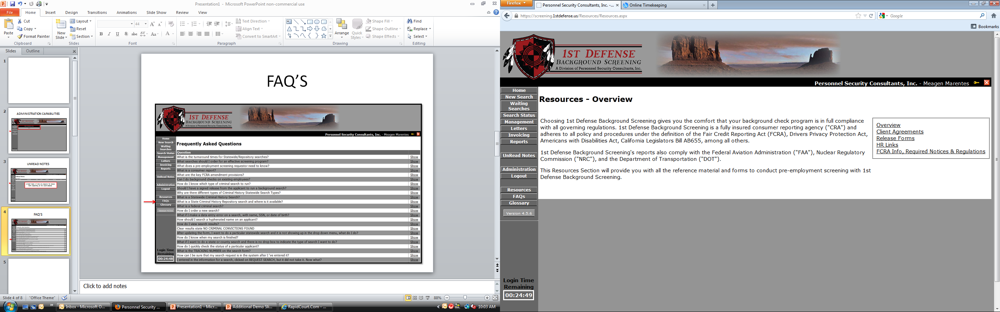 Presentation1 - Microsoft PowerPoint non-commercial use
File Home Insert Design Transitions Animations Slide Show Review View
Paste
Cut
Copy
Format Painter
Clipboard
New
Slide
Layout
Reset
Section
Slides
44
B I U S abc AV Aa A
Font
Text Direction
Align Text
Convert to SmartArt
Paragraph
Arrange
Quick
Styles
Shape Fill
Shape Outline
Shape Effects
Drawing
Find
Replace
Select
Editing
Slides Outline
1
2
ADMINISTRATION CAPABILITIES
3
UNREAD NOTES
4
FAQ'S
5
FAQ’S
1ST DEFENSE
BACKGROUND SCREENING
A Division of Personnel Security Consultants, Inc.
Personnel Security Consultants, Inc. - Meagen Marentes
Home
New Search
Waiting
Searches
Search Status
Management
Letters
Invoicing
Reports
UnRead Notes
Administration
Logout
Resources
FAQs
Glossary
Version 4.5.6
Login Time
Remaining
00:24:48
Frequently Asked Questions
Question
What is the turnaround times for Statewide/Repository searches? Show
What searches should I order for an effective screening program? Show
What does a pre-employment screening requestor need to know? Show
What is a consumer report? Show
What are the key FCRA amendment provisions? Show
Can I do background checks on existing employees? Show
How do I know which type of criminal search to run? Show
Should I have a signed release from the applicant to run a background search? Show
Why are there different types of Criminal History Statewide Search Types? Show
What is a Statewide Criminal History Search? Show
What is a State Criminal History Repository search and where is it available? Show
What is a federal criminal search? Show
How do I order a new search? Show
What if I make a data entry error on a search, with name, SSN, or date of birth? Show
How should I search a hyphenated name on an applicant? Show
How do I view search results? Show
Clear results state NO CRIMINAL CONVICTIONS FOUND Show
After updating the form, I want to do a particular statewide search and it is not showing up in the drop down menu, what do I do? Show
How do I know when my search is finished? Show
What if I want to do a state or county search and there is no drop box to indicate the type of search I want to do? Show
How do I quickly check the status of a particular applicant? Show
What is the TRACKING NUMBER on the search form? Show
How can I be sure that my search request is in the system after I 've entered it? Show
I entered in the information for a search, clicked on REQUEST SEARCH, but it did not take it. Now what? Show
Click to add notes
Slide 4 of 8 "Office Theme" 88%
Inbox - Microsoft O...
Personnel Security ...
Presentation1 - Micr...
Additional Demo Sli...
RapidCourt.Com - ...
10:03 AM
Firefox
Personnel Security Consultants, Inc. -...
Online Timekeeping
https://screening.1stdefense.us/Resources/Resources.aspx
Google
Bookmarks
1ST DEFENSE
BACKGROUND SCREENING
A Division of Personnel Security Consultants, Inc.
Personnel Security Consultants, Inc. - Meagen Marentes
Home
New Search
Waiting
Searches
Search Status
Management
Letters
Invoicing
Reports
UnRead Notes
Administration
Logout
Resources
FAQs
Glossary
Version 4.5.6
Login Time
Remaining
00:24:49
Resources - Overview
Choosing 1st Defense Background Screening gives you the comfort that your background check program is in full compliance
with all governing regulations. 1st Defense Background Screening is a fully insured consumer reporting agency ("CRA") and
adheres to all policy and procedures under the definition of the Fair Credit Reporting Act (FCRA), Drivers Privacy Protection Act,
Americans with Disabilities Act, California Legislators Bill AB655, among all others.
1st Defense Background Screening's reports also comply with the Federal Aviation Administration ("FAA"), Nuclear Regulatory
Commission ("NRC"), and the Department of Transportation ("DOT").
This Resources Section will provide you with all the reference material and forms to conduct pre-employment screening with 1st
Defense Background Screening.
Overview
Client Agreements
Release Forms
HR Links
FCRA Info, Required Notices & Regulations